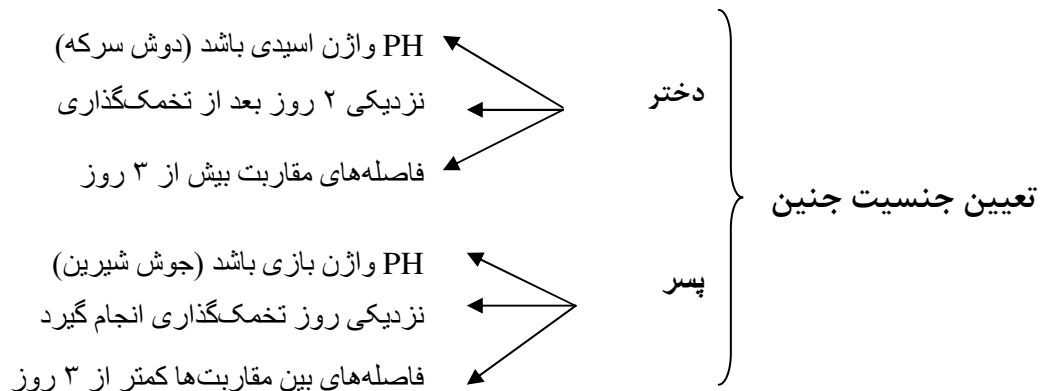 تعیین جنسیت جنین
دختر
PH واژن اسیدی باشد (دوش سرکه)
نزدیکی ۲ روز بعد از تخمک‌گذاری
فاصله‌های مقاربت بیش از ۳ روز
پسر
PH واژن بازی باشد (جوش شیرین)
نزدیکی روز تخمک‌گذاری انجام گیرد
فاصله‌های بین مقاربت‌ها کمتر از ۳ روز